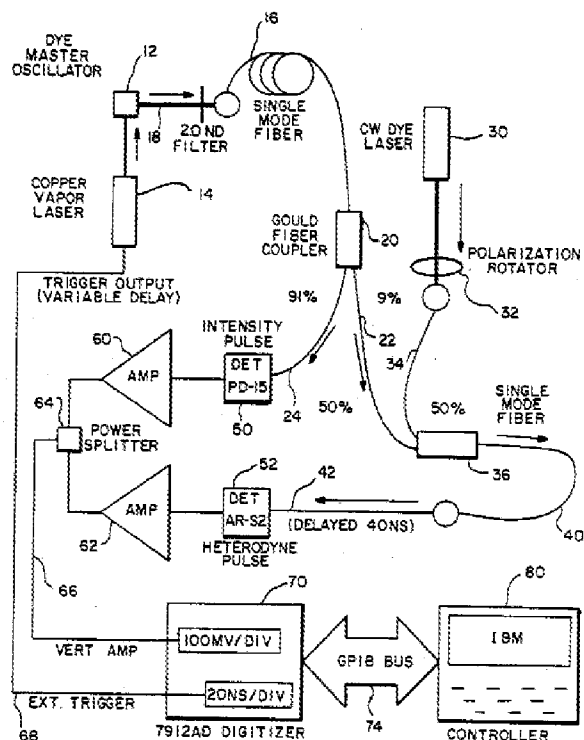 DYE
MASTER
OSCILLATOR
12
16
18
2.0 ND
FILTER
SINGLE
MODE
FIBER
CW DYE
LASER
30
COPPER
VAPOR
LASER
14
GOULD
FIBER
COUPLER
20
POLARIZATION
ROTATOR
32
TRIGGER OUTPUT
(VARIABLE DELAY)
91%
9%
22
34
INTENSITY
PULSE
60
AMP
DET
PD-15
50
24
50%
50%
SINGLE
MODE
FIBER
36
64
POWER
SPLITTER
52
42
AMP
62
DET
AR-S2
(DELAYED 40NS)
HETERODYNE
PULSE
40
66
70
80
100MV/DIV
VERT AMP
IBM
GPIB BUS
20NS/DIV
EXT. TRIGGER
74
68
7912AD DIGITIZER
CONTROLLER